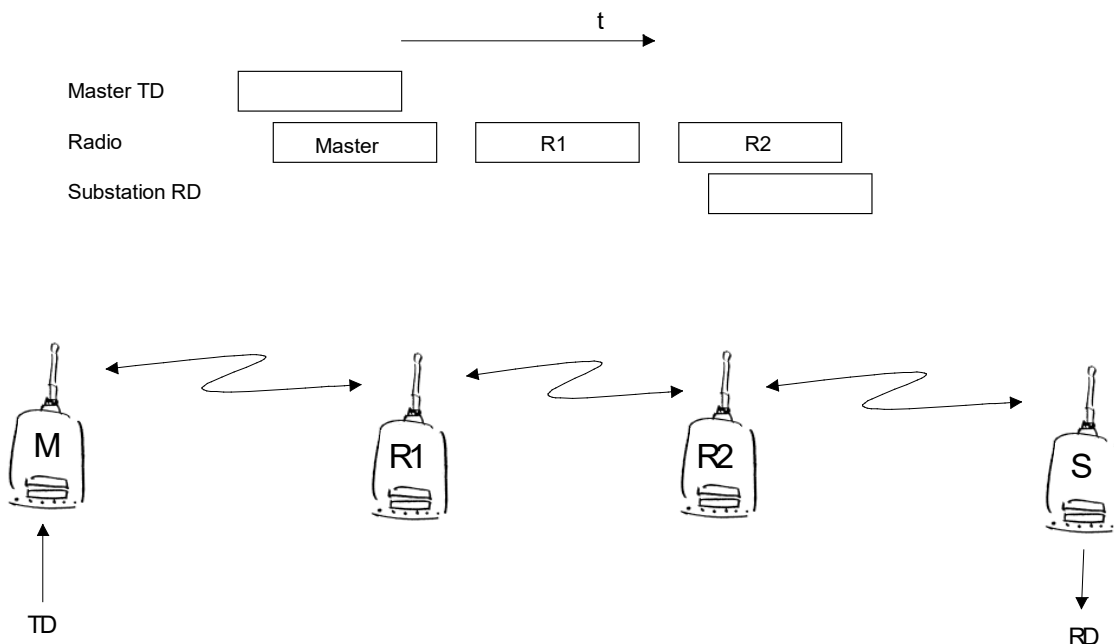 t
Master TD
Radio Master R1 R2
Substation RD
M R1 R2 S
TD RD